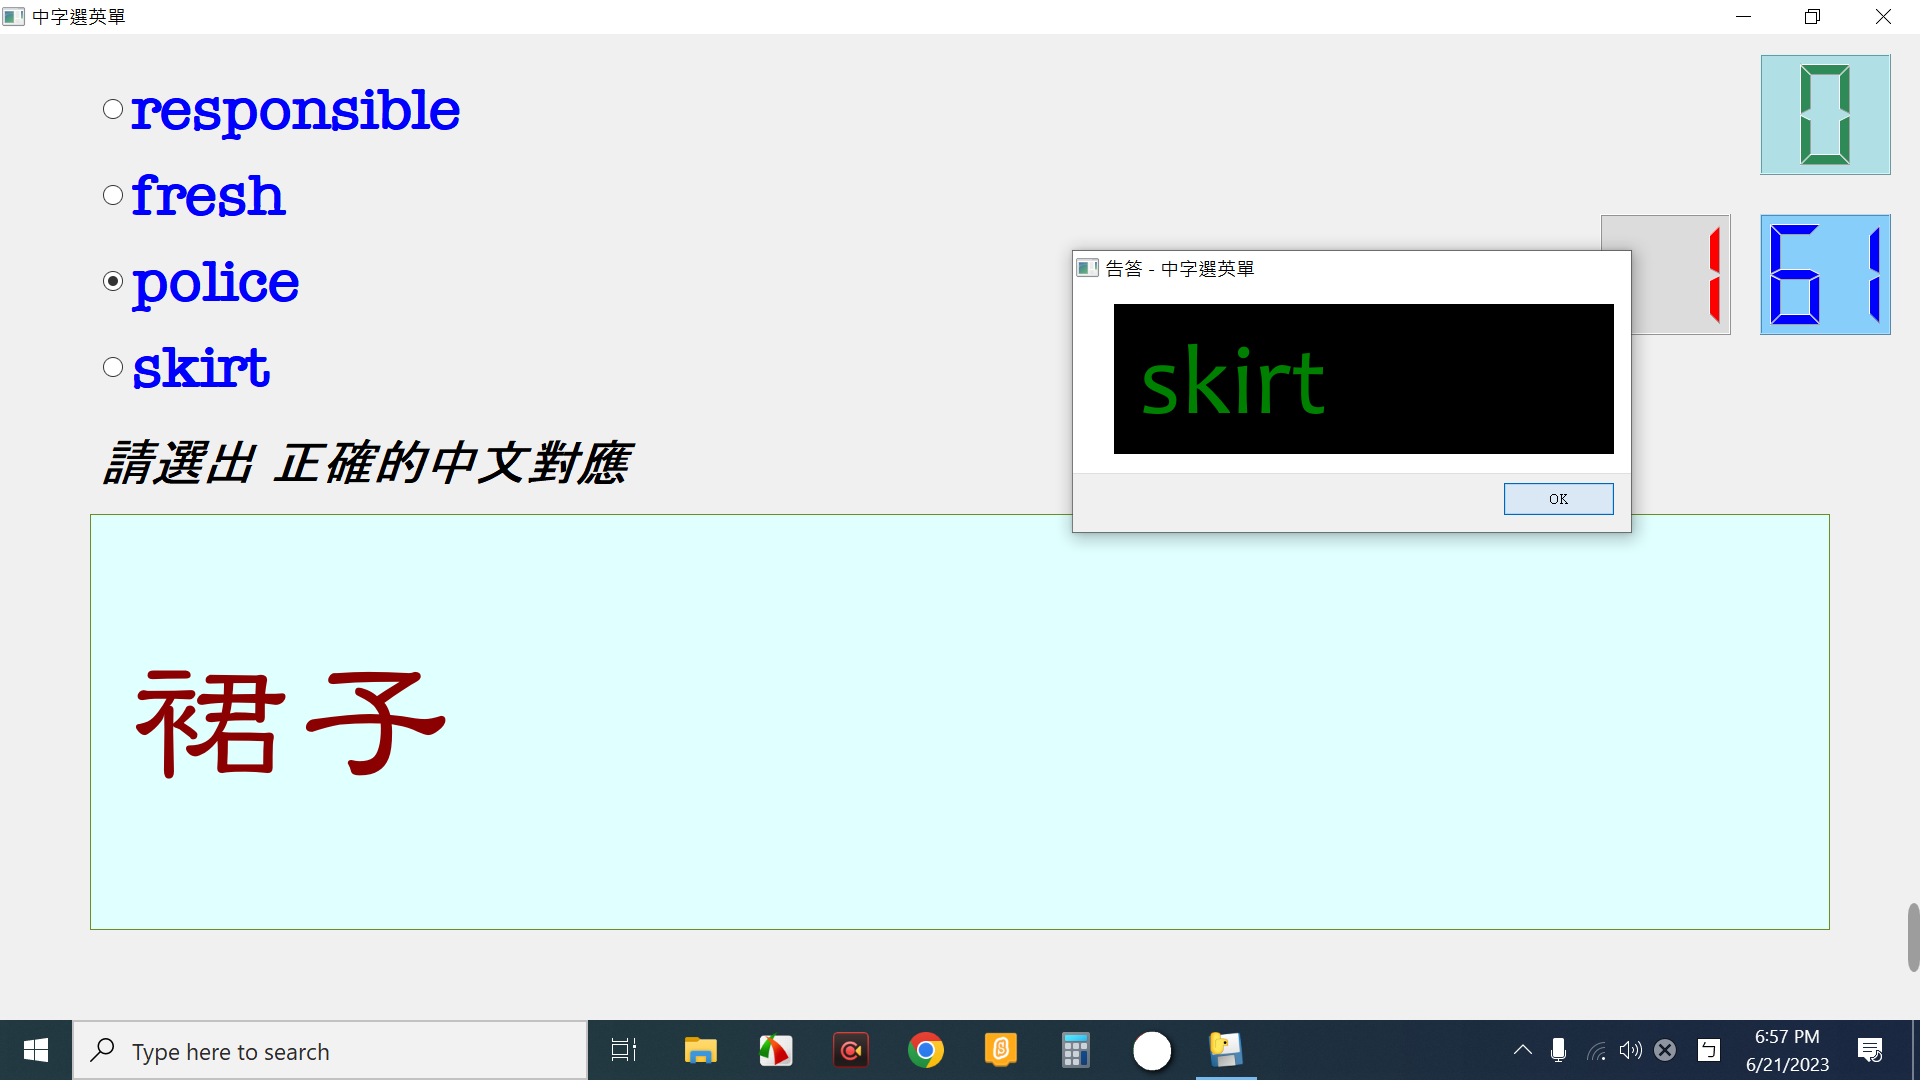 中字選英單
responsible
fresh
police
skirt
請選出 正確的中文對應
裙子
0
1
61
告答 - 中字選英單
skirt
OK
Type here to search
ㄅ
6:57 PM
6/21/2023